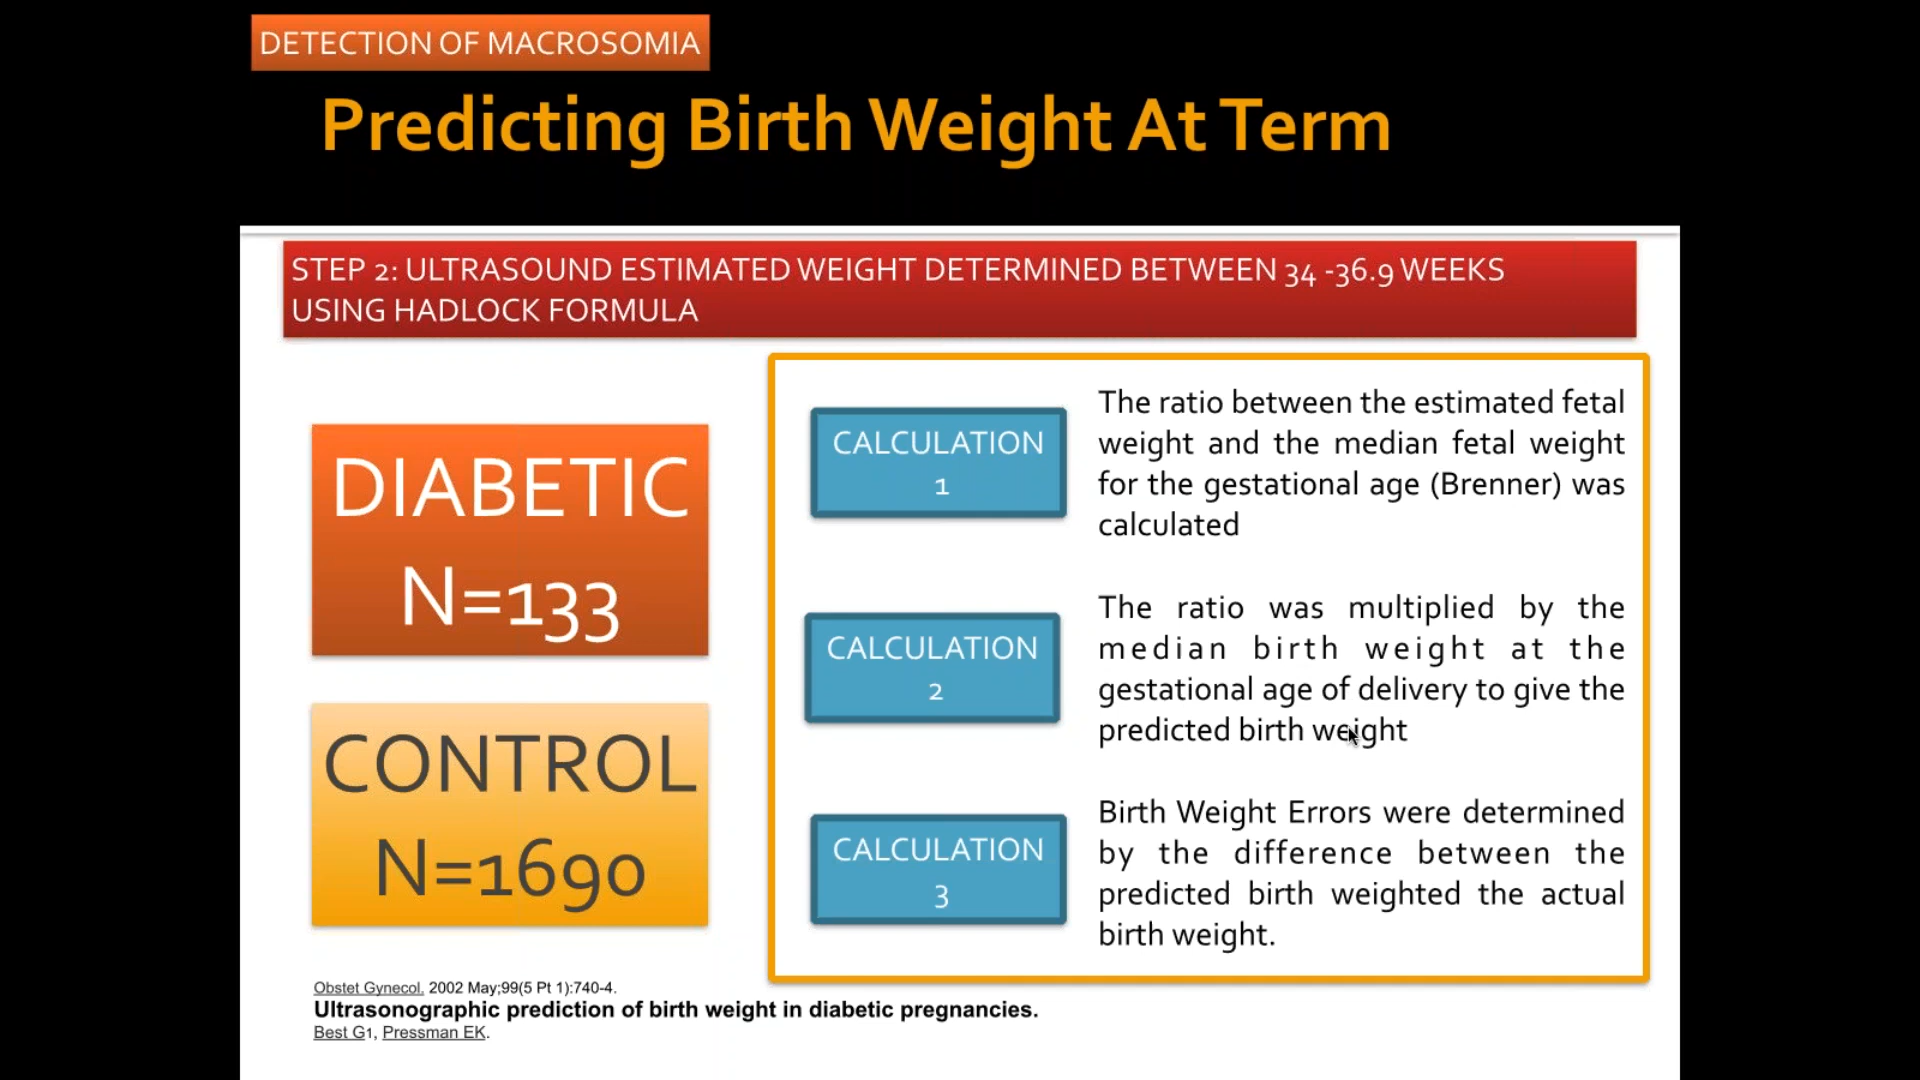 DETECTION OF MACROSOMIA
Predicting Birth Weight At Term
STEP 2: ULTRASOUND ESTIMATED WEIGHT DETERMINED BETWEEN 34 -36.9 WEEKS
USING HADLOCK FORMULA
DIABETIC
N=133
CONTROL
N=1690
CALCULATION
1
The ratio between the estimated fetal
weight and the median fetal weight
for the gestational age (Brenner) was
calculated
CALCULATION
2
The ratio was multiplied by the
median birth weight at the
gestational age of delivery to give the
predicted birth weight
CALCULATION
3
Birth Weight Errors were determined
by the difference between the
predicted birth weighted the actual
birth weight.
Obstet Gynecol. 2002 May;99(5 Pt 1):740-4.
Ultrasonographic prediction of birth weight in diabetic pregnancies.
Best G1, Pressman EK.